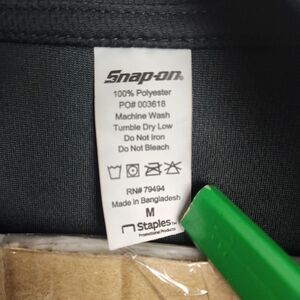 Snap-on
100% Polyester
PO# 003618
Machine Wash
Tumble Dry Low
Do Not Iron
Do Not Bleach
RN# 79494
Made in Bangladesh
M
Staples
Promotional Products